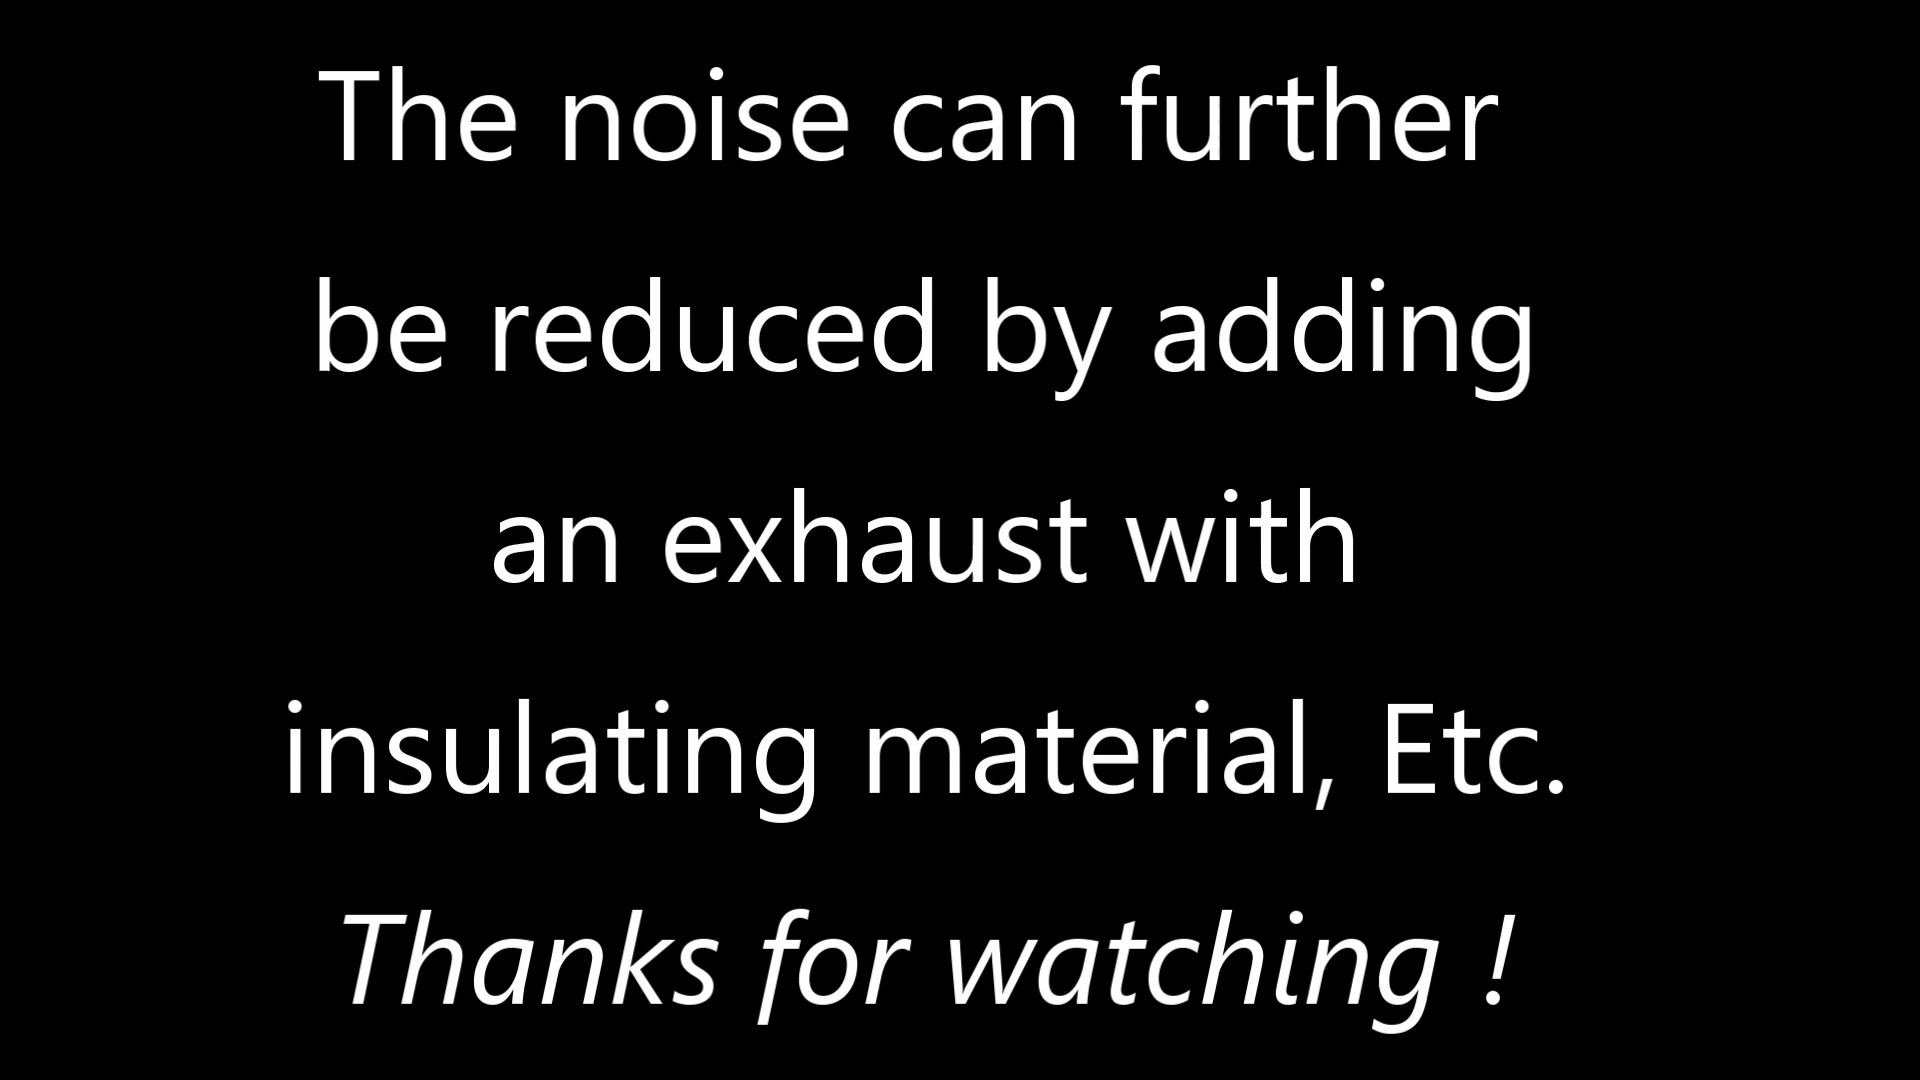 The noise can further
be reduced by adding
an exhaust with
insulating material, Etc.
Thanks for watching !